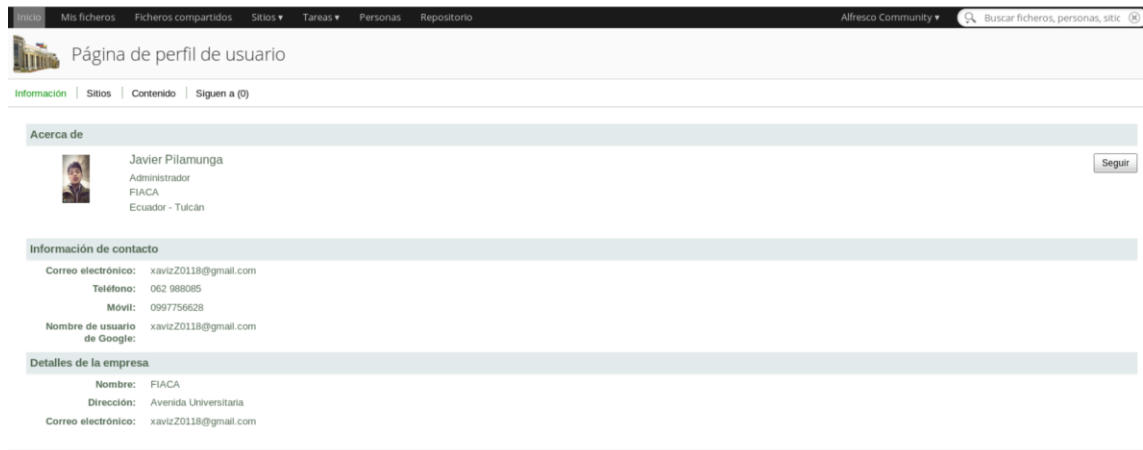 Inicio Mis ficheros Ficheros compartidos Sitios ▾ Tareas ▾ Personas Repositorio Alfresco Community ▾ Buscar ficheros, personas, sitic
Página de perfil de usuario
Información Sitios Contenido Siguen a (0)
Acerca de
Javier Pilamunga
Seguir
Administrador
FIACA
Ecuador - Tulcán
Información de contacto
Correo electrónico: xavizZ0118@gmail.com
Teléfono: 062 988085
Móvil: 0997756628
Nombre de usuario xavizZ0118@gmail.com
de Google:
Detalles de la empresa
Nombre: FIACA
Dirección: Avenida Universitaria
Correo electrónico: xavizZ0118@gmail.com